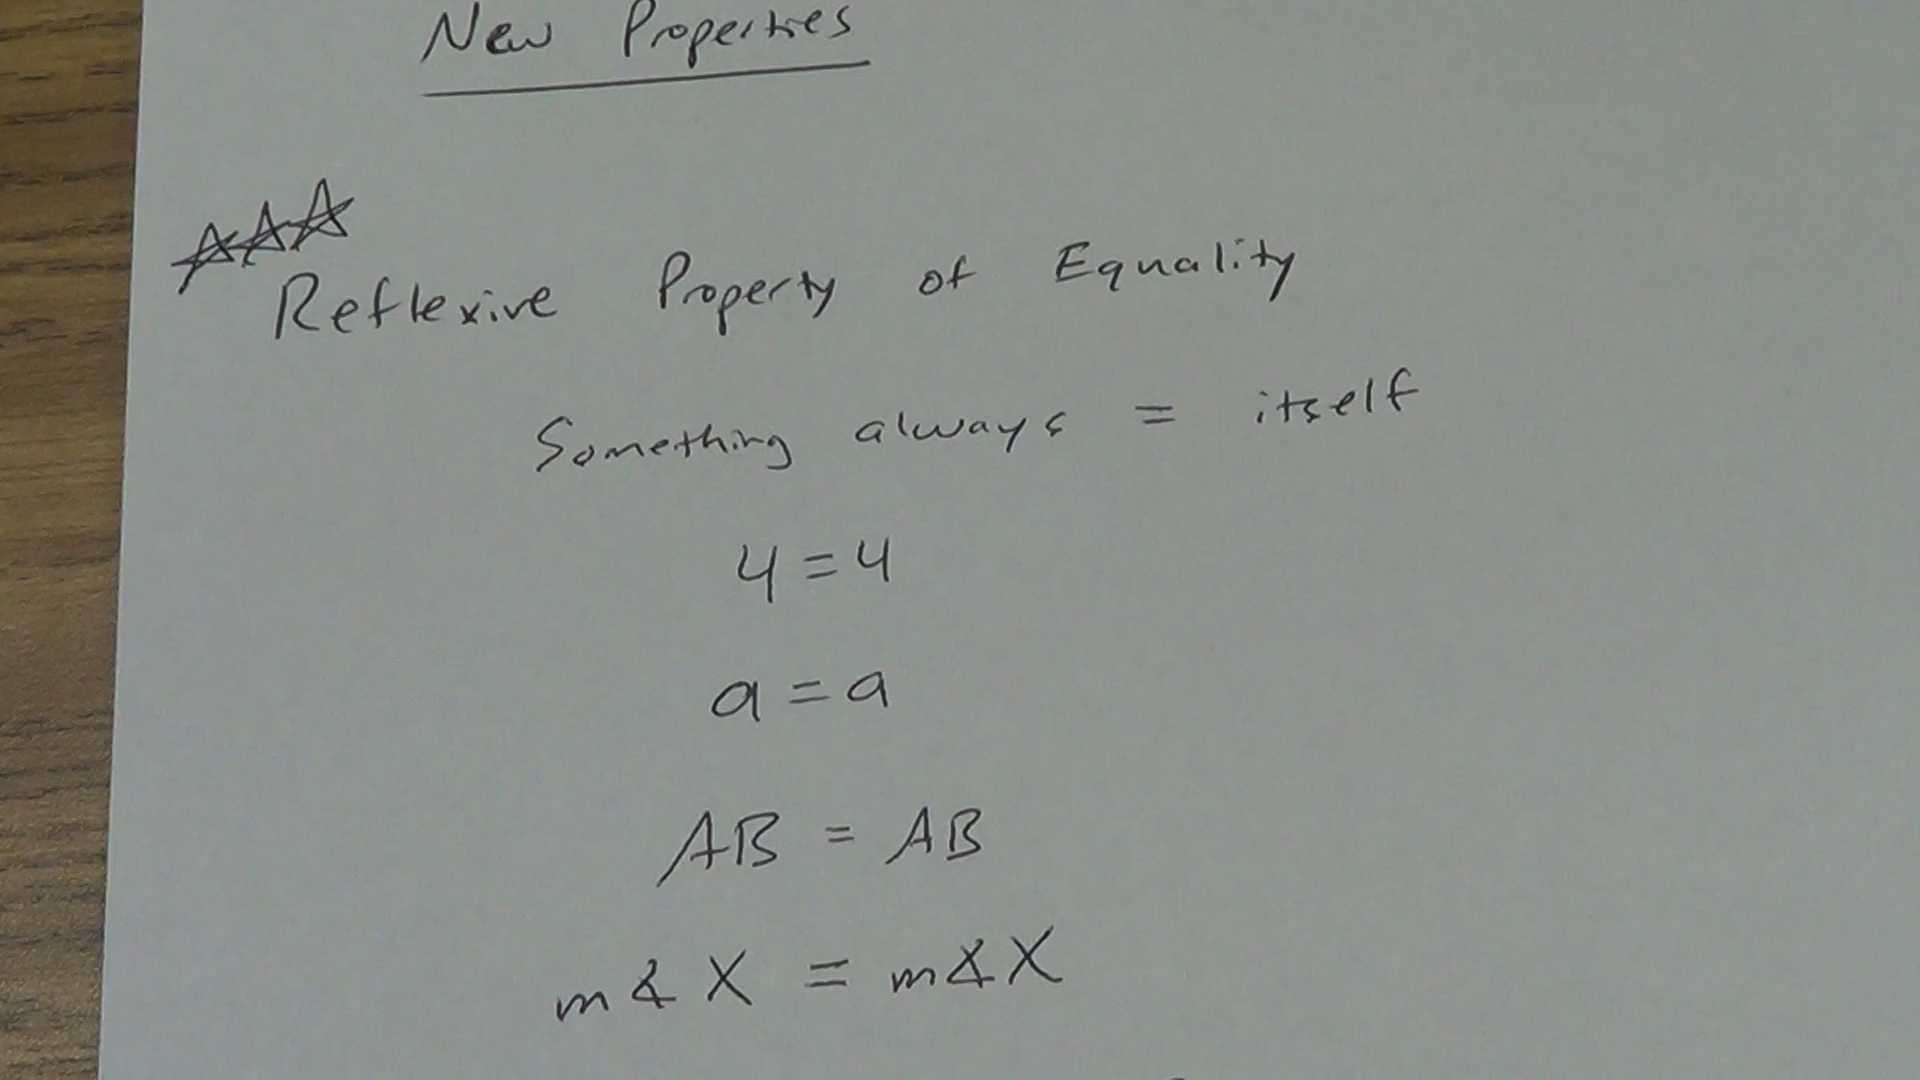 New Properties
Reflexive Property of Equality
Something always = itself
4 = 4
a = a
AB = AB
m∡X = m∡X